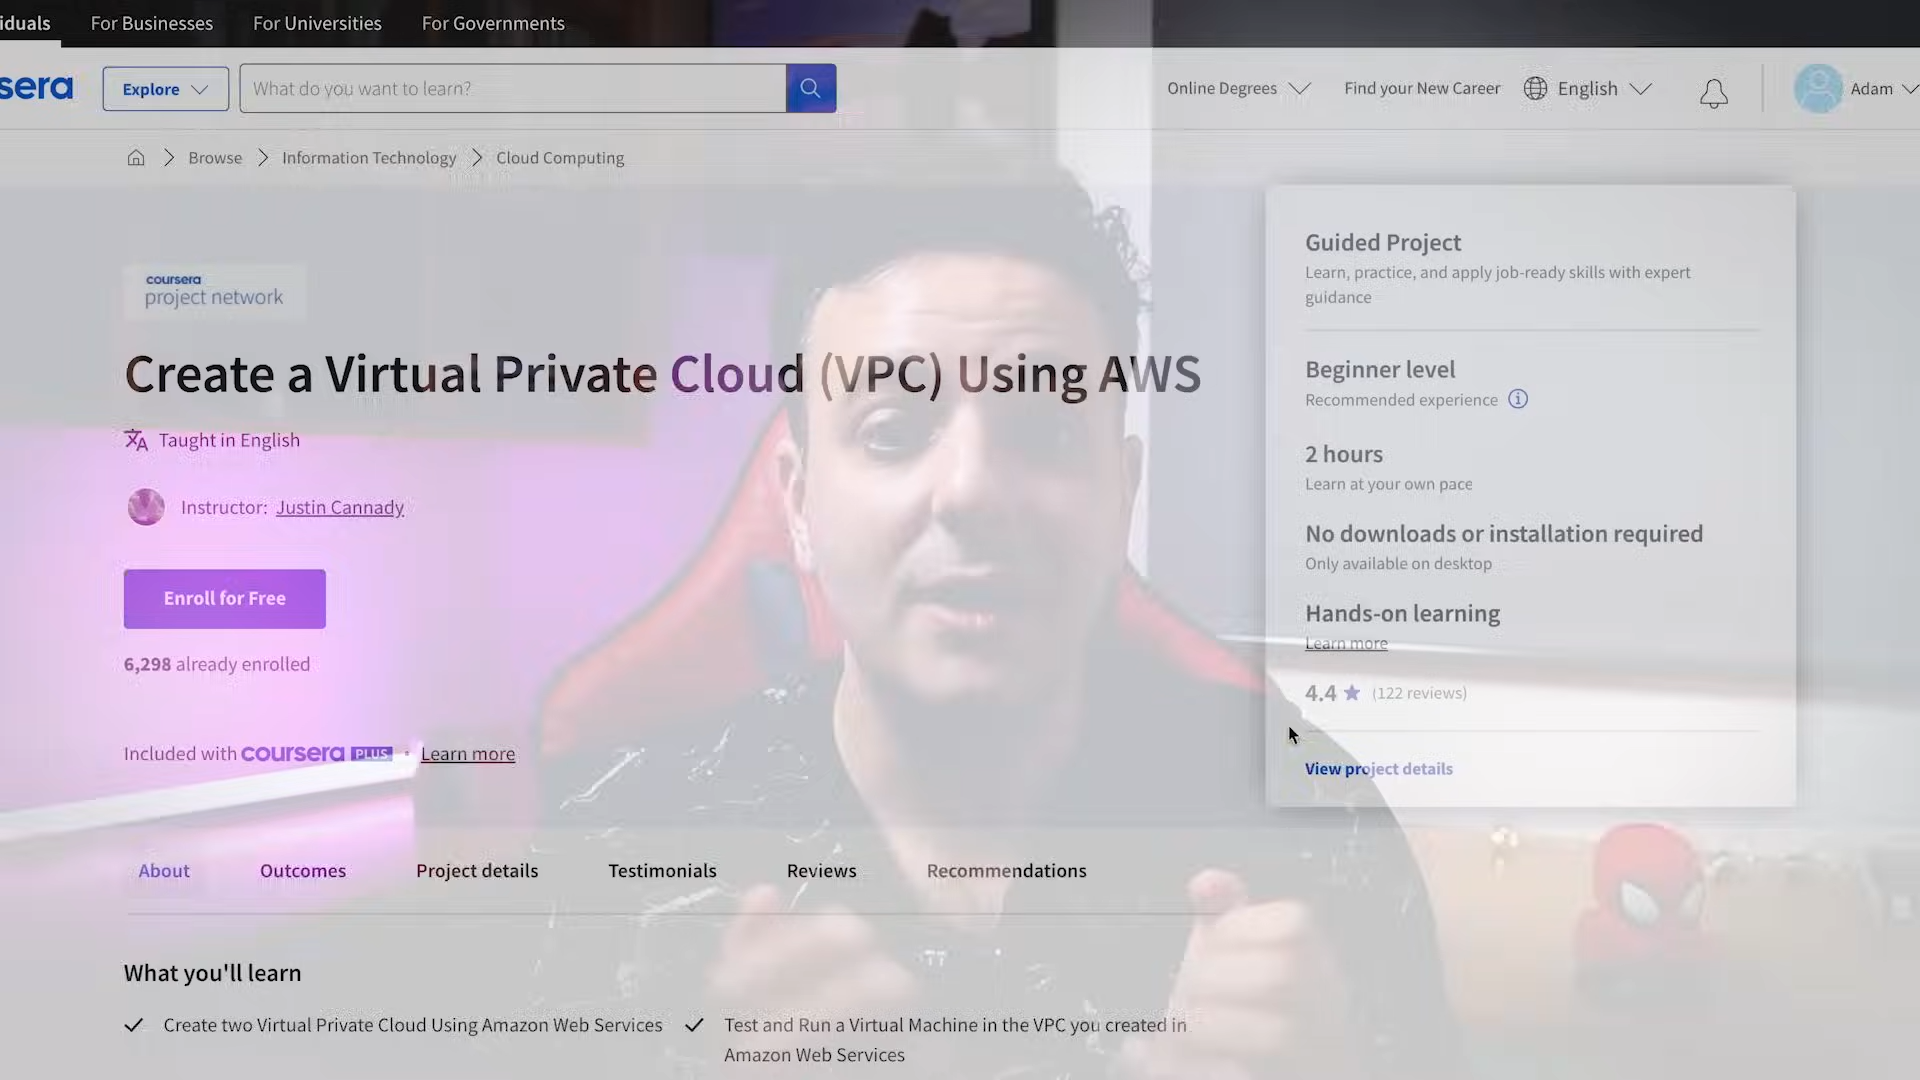 iduals For Businesses For Universities For Governments
sera Explore What do you want to learn? Online Degrees Find your New Career English Adam
Browse Information Technology Cloud Computing
coursera
project network
Create a Virtual Private Cloud (VPC) Using AWS
Taught in English
Instructor: Justin Cannady
Enroll for Free
6,298 already enrolled
Included with coursera PLUS • Learn more
Guided Project
Learn, practice, and apply job-ready skills with expert
guidance
Beginner level
Recommended experience
2 hours
Learn at your own pace
No downloads or installation required
Only available on desktop
Hands-on learning
Learn more
4.4 ★ (122 reviews)
View project details
About Outcomes Project details Testimonials Reviews Recommendations
What you'll learn
Create two Virtual Private Cloud Using Amazon Web Services
Test and Run a Virtual Machine in the VPC you created in
Amazon Web Services